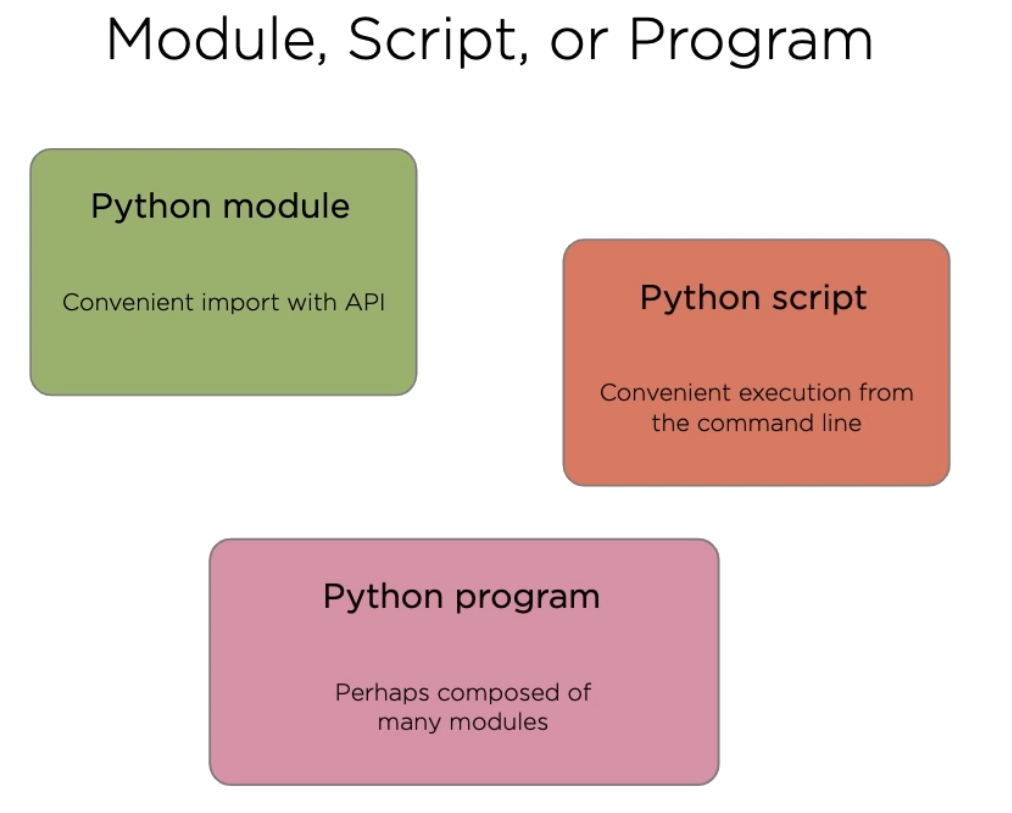 Module, Script, or Program
Python module
Convenient import with API
Python script
Convenient execution from
the command line
Python program
Perhaps composed of
many modules